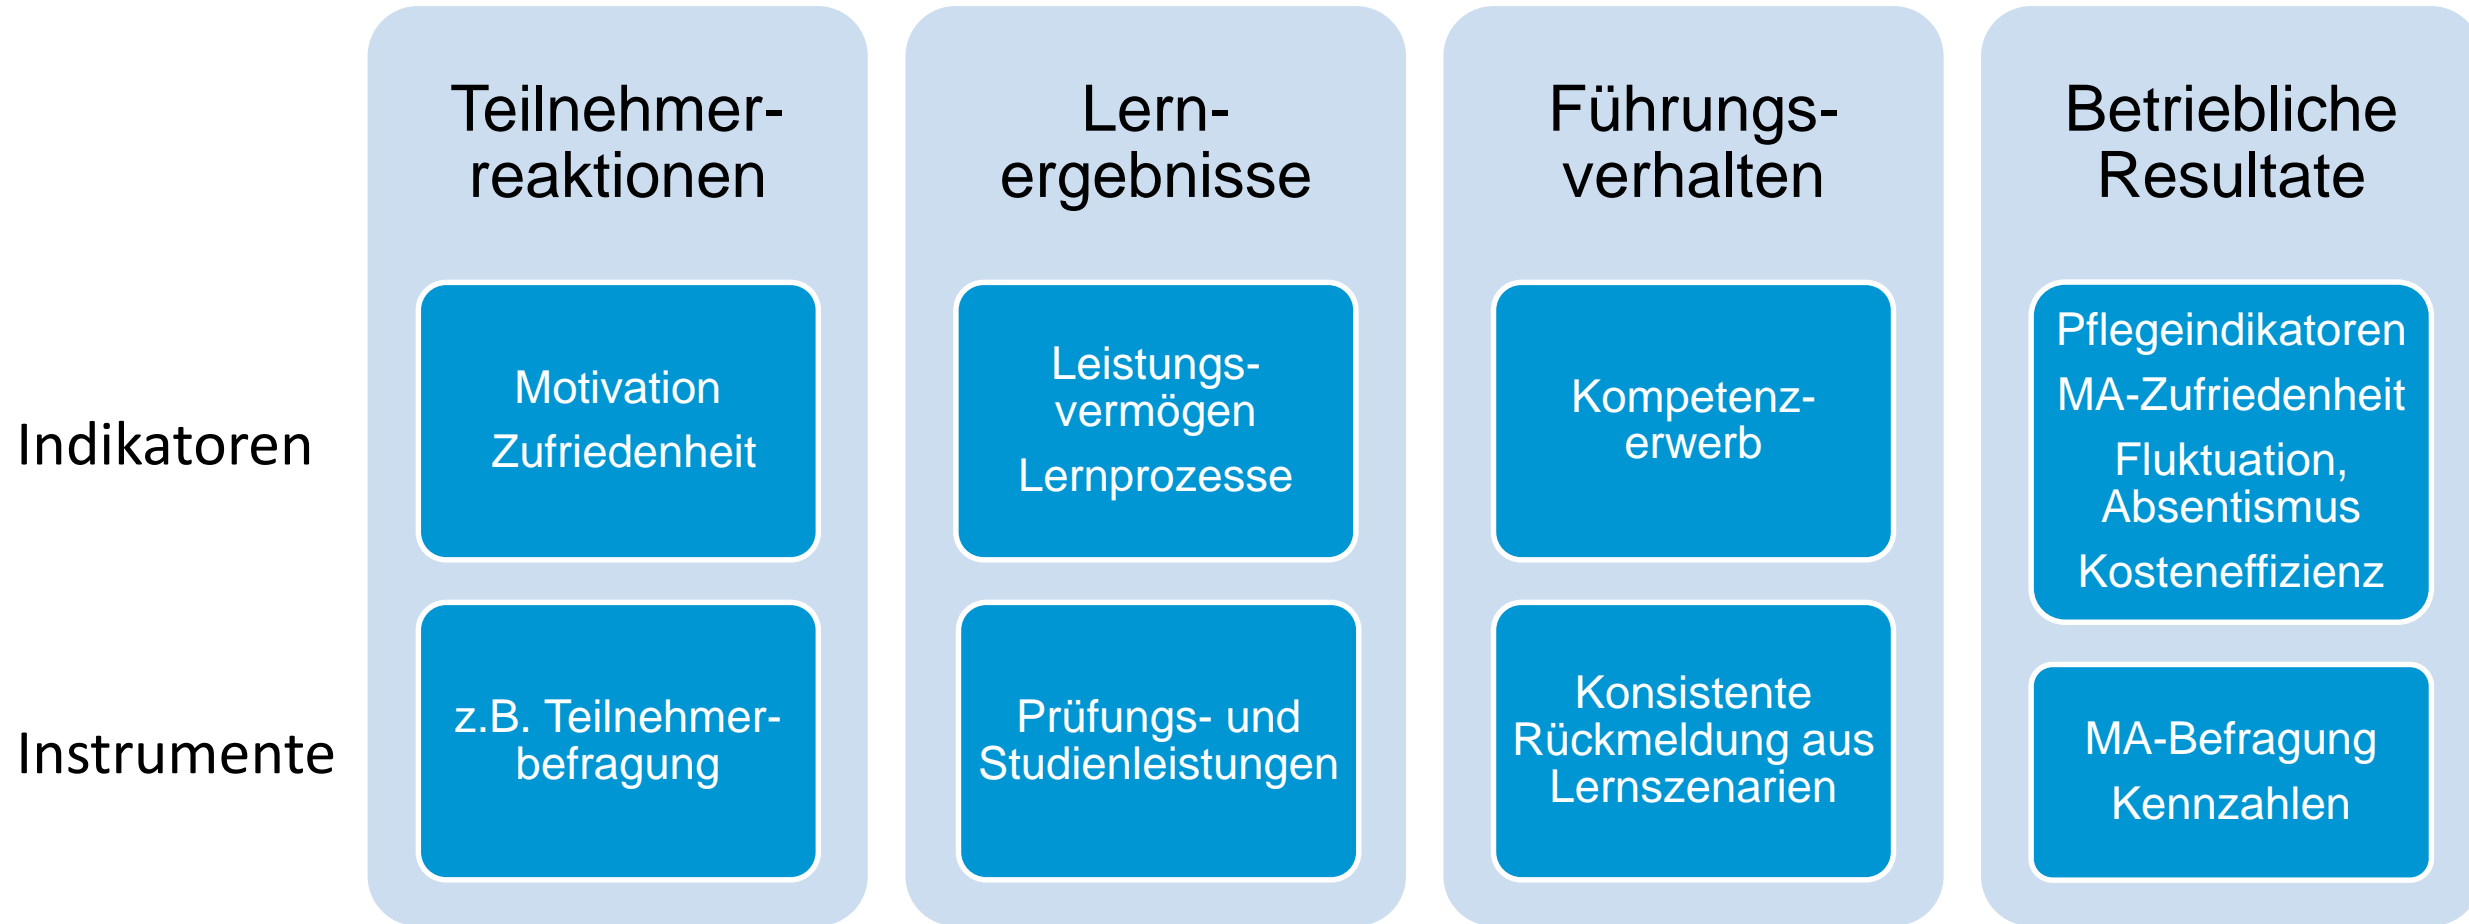 Teilnehmer-
reaktionen
Lern-
ergebnisse
Führungs-
verhalten
Betriebliche
Resultate
Indikatoren
Motivation
Zufriedenheit
Leistungs-
vermögen
Lernprozesse
Kompetenz-
erwerb
Pflegeindikatoren
MA-Zufriedenheit
Fluktuation,
Absentismus
Kosteneffizienz
Instrumente
z.B. Teilnehmer-
befragung
Prüfungs- und
Studienleistungen
Konsistente
Rückmeldung aus
Lernszenarien
MA-Befragung
Kennzahlen